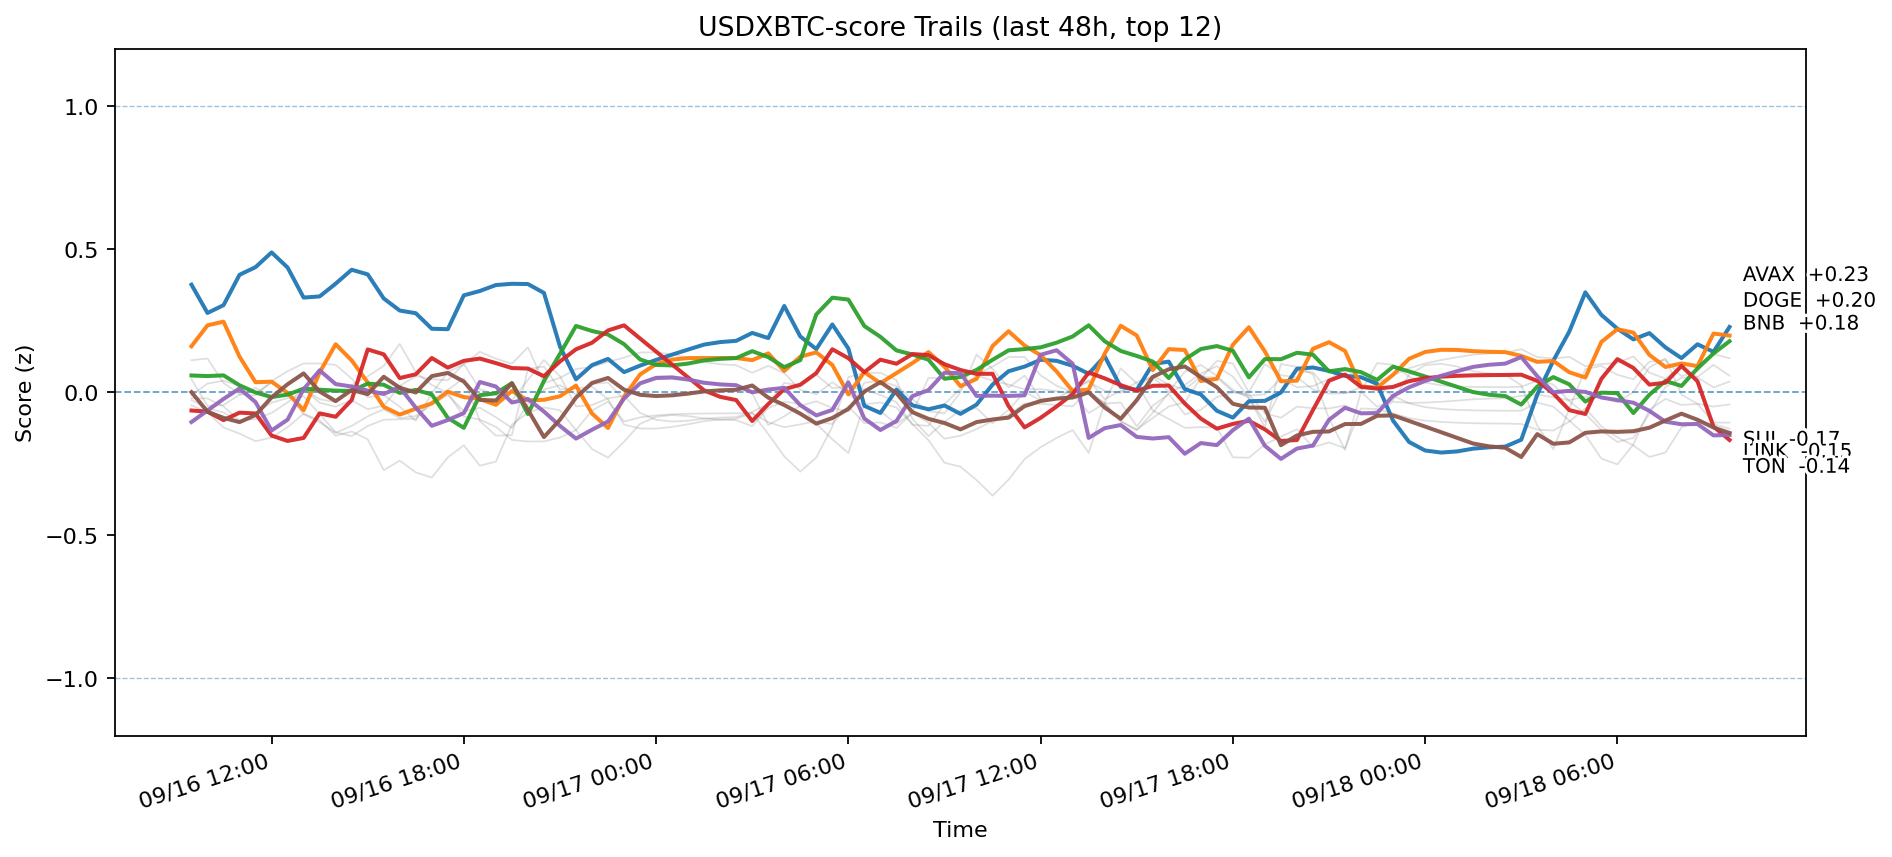 USDXBTC-score Trails (last 48h, top 12)
Score (z)
1.0
0.5
0.0
−0.5
−1.0
AVAX +0.23
DOGE +0.20
BNB +0.18
SUI -0.17
LINK -0.15
TON -0.14
09/16 12:00
09/16 18:00
09/17 00:00
09/17 06:00
09/17 12:00
09/17 18:00
09/18 00:00
09/18 06:00
Time